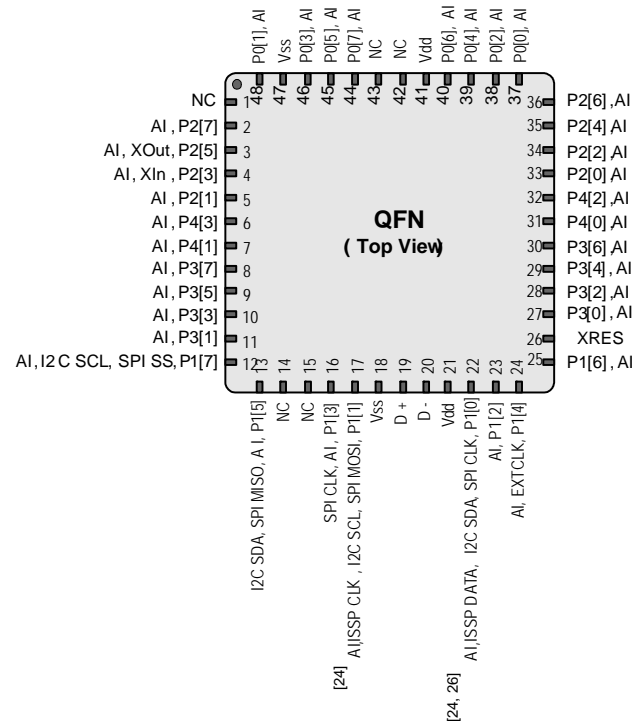 P0[1], AI
Vss
P0[3], AI
P0[5], AI
P0[7], AI
NC
NC
Vdd
P0[6], AI
P0[4], AI
P0[2], AI
P0[0], AI
48
47
46
45
44
43
42
41
40
39
38
37
NC 1
AI , P2[7] 2
AI, XOut, P2[5] 3
AI, XIn , P2[3] 4
AI , P2[1] 5
AI, P4[3] 6
AI, P4[1] 7
AI, P3[7] 8
AI, P3[5] 9
AI, P3[3] 10
AI, P3[1] 11
AI, I2 C SCL, SPI SS, P1[7] 12
QFN
( Top View)
36 P2[6] ,AI
35 P2[4] ,AI
34 P2[2] ,AI
33 P2[0] ,AI
32 P4[2] ,AI
31 P4[0] ,AI
30 P3[6] ,AI
29 P3[4] ,AI
28 P3[2] ,AI
27 P3[0] ,AI
26 XRES
25 P1[6] , AI
13
14
15
16
17
18
19
20
21
22
23
24
I2C SDA, SPI MISO, A I, P1[5]
NC
NC
SPI CLK, A I, P1[3]
[24] AI,ISSP CLK , I2C SCL, SPI MOSI, P1[1]
Vss
D +
D -
Vdd
[24, 26] AI,ISSP DATA, I2C SDA, SPI CLK, P1[0]
AI, P1[2]
AI, EXTCLK, P1[4]